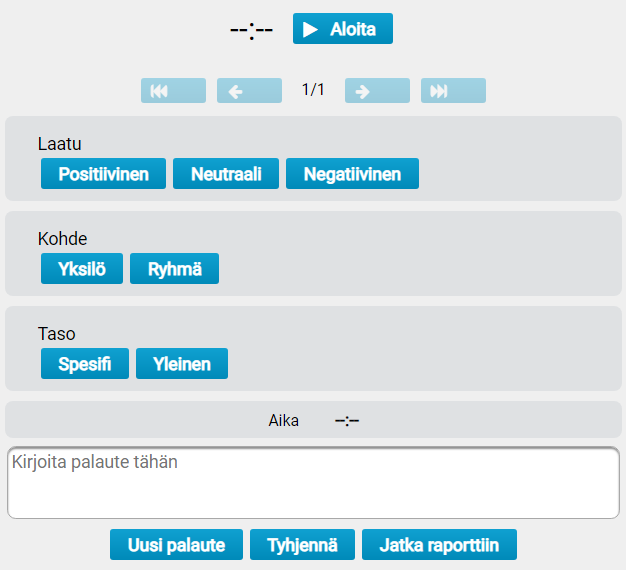 --:-- Aloita
1/1
Laatu
Positiivinen Neutraali Negatiivinen
Kohde
Yksilö Ryhmä
Taso
Spesifi Yleinen
Aika --:--
Kirjoita palaute tähän
Uusi palaute Tyhjennä Jatka raporttiin